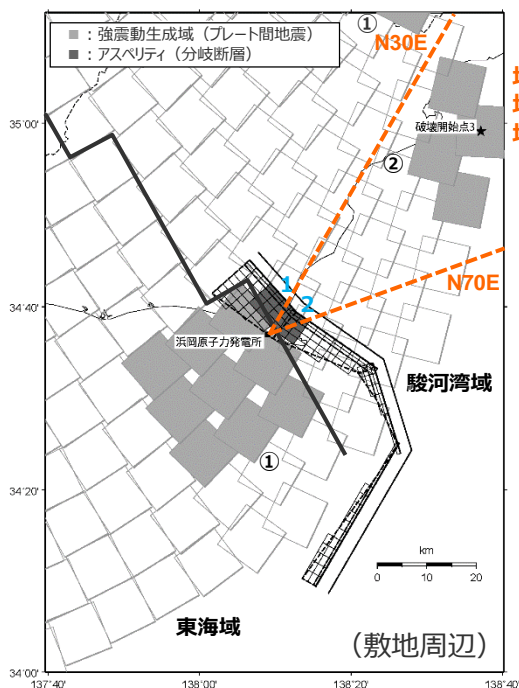 ：強震動生成域（プレート間地震）
：アスペリティ（分岐断層）
①
N30E
35°00'
破壊開始点3
②
N70E
1
2
34°40'
浜岡原子力発電所
駿河湾域
①
34°20'
km
0 10 20
東海域
（敷地周辺）
34°00'
137°40' 138°00' 138°20' 138°40'